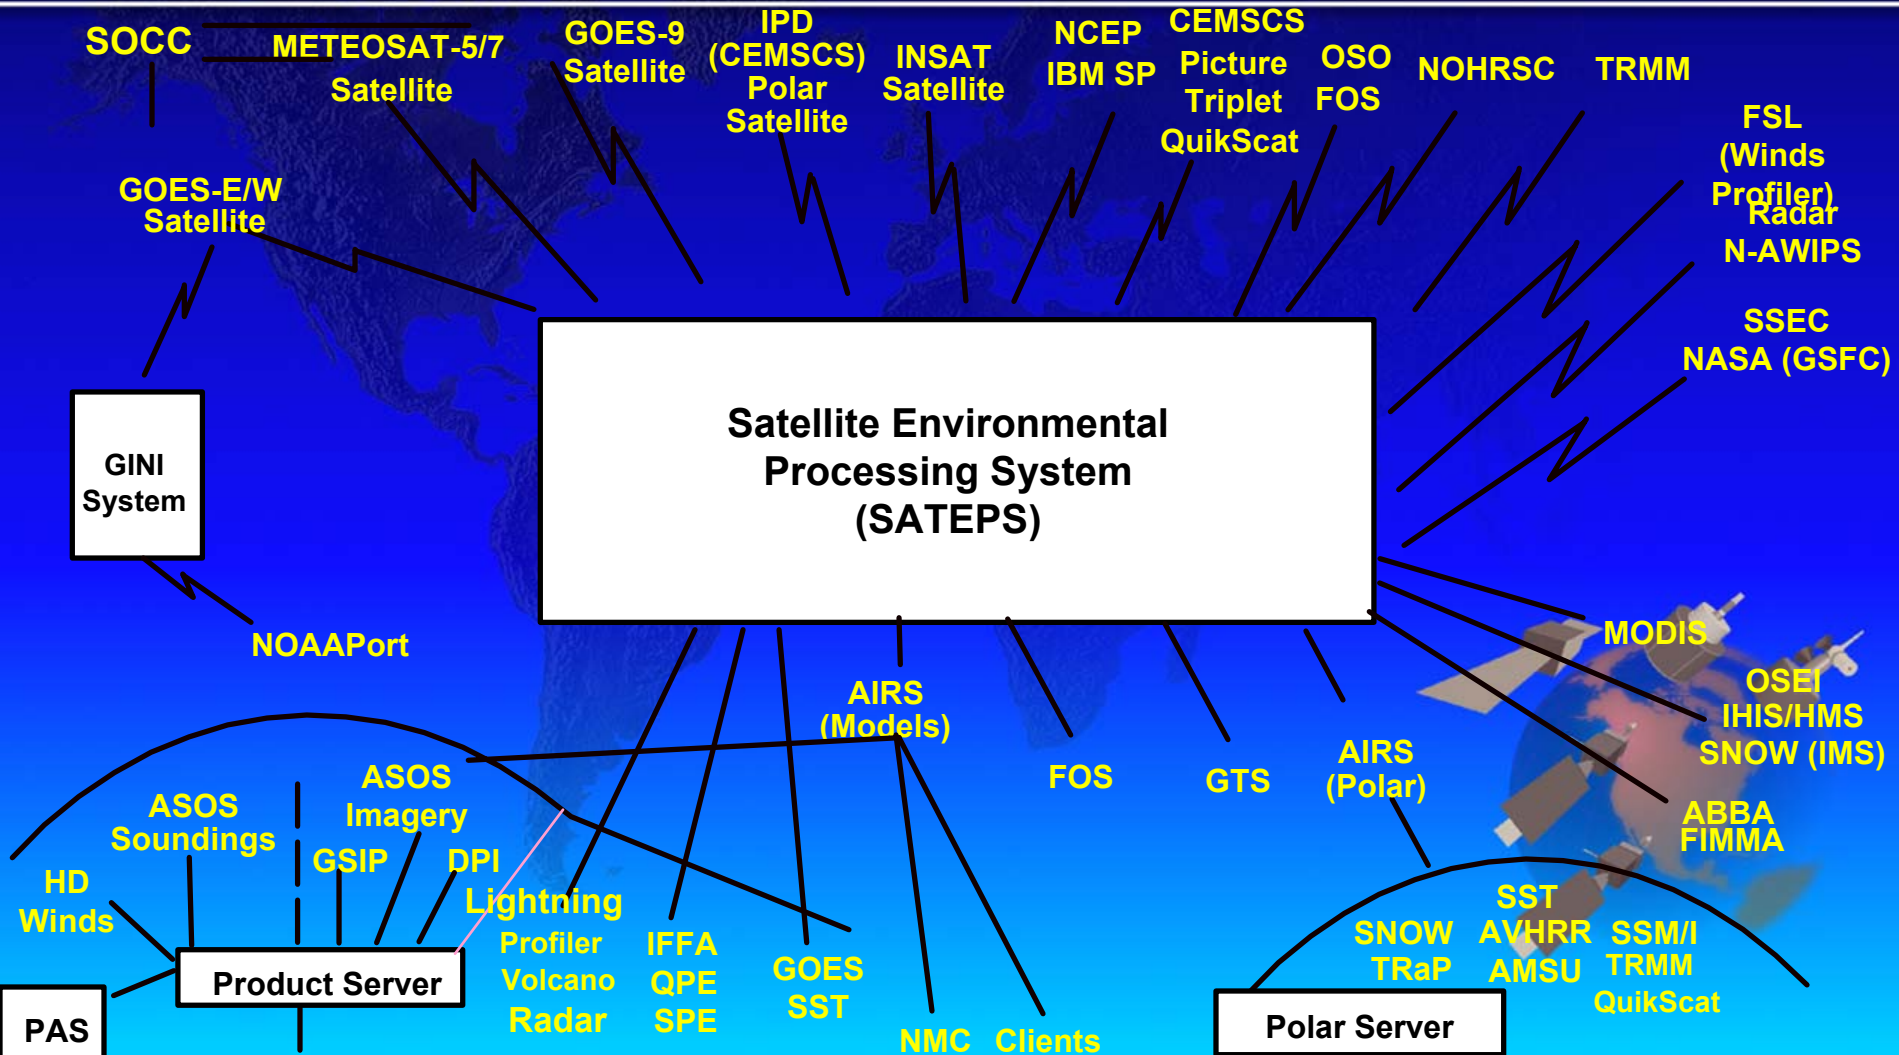 SOCC
METEOSAT-5/7
Satellite
GOES-9
Satellite
IPD
(CEMSCS)
Polar
Satellite
INSAT
Satellite
NCEP
IBM SP
CEMSCS
Picture
Triplet
QuikScat
OSO
FOS
NOHRSC
TRMM
FSL
(Winds
Profiler)
Radar
N-AWIPS
SSEC
NASA (GSFC)
GOES-E/W
Satellite
GINI
System
NOAAPort
Satellite Environmental
Processing System
(SATEPS)
MODIS
OSEI
IHIS/HMS
SNOW (IMS)
ABBA
FIMMA
AIRS
(Models)
FOS
GTS
AIRS
(Polar)
ASOS
Imagery
ASOS
Soundings
GSIP
DPI
HD
Winds
Lightning
Profiler
Volcano
Radar
IFFA
QPE
SPE
GOES
SST
NMC
Clients
Product Server
PAS
SST
SNOW
TRaP
AVHRR
AMSU
SSM/I
TRMM
QuikScat
Polar Server